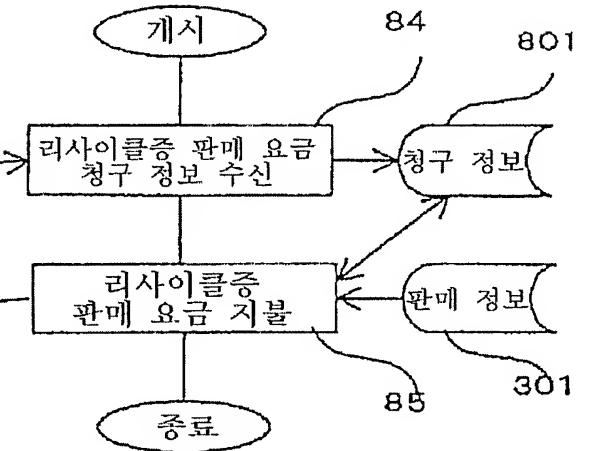 개시
84
801
리사이클증 판매 요금
청구 정보 수신
청구 정보
리사이클증
판매 요금 지불
판매 정보
85
301
종료